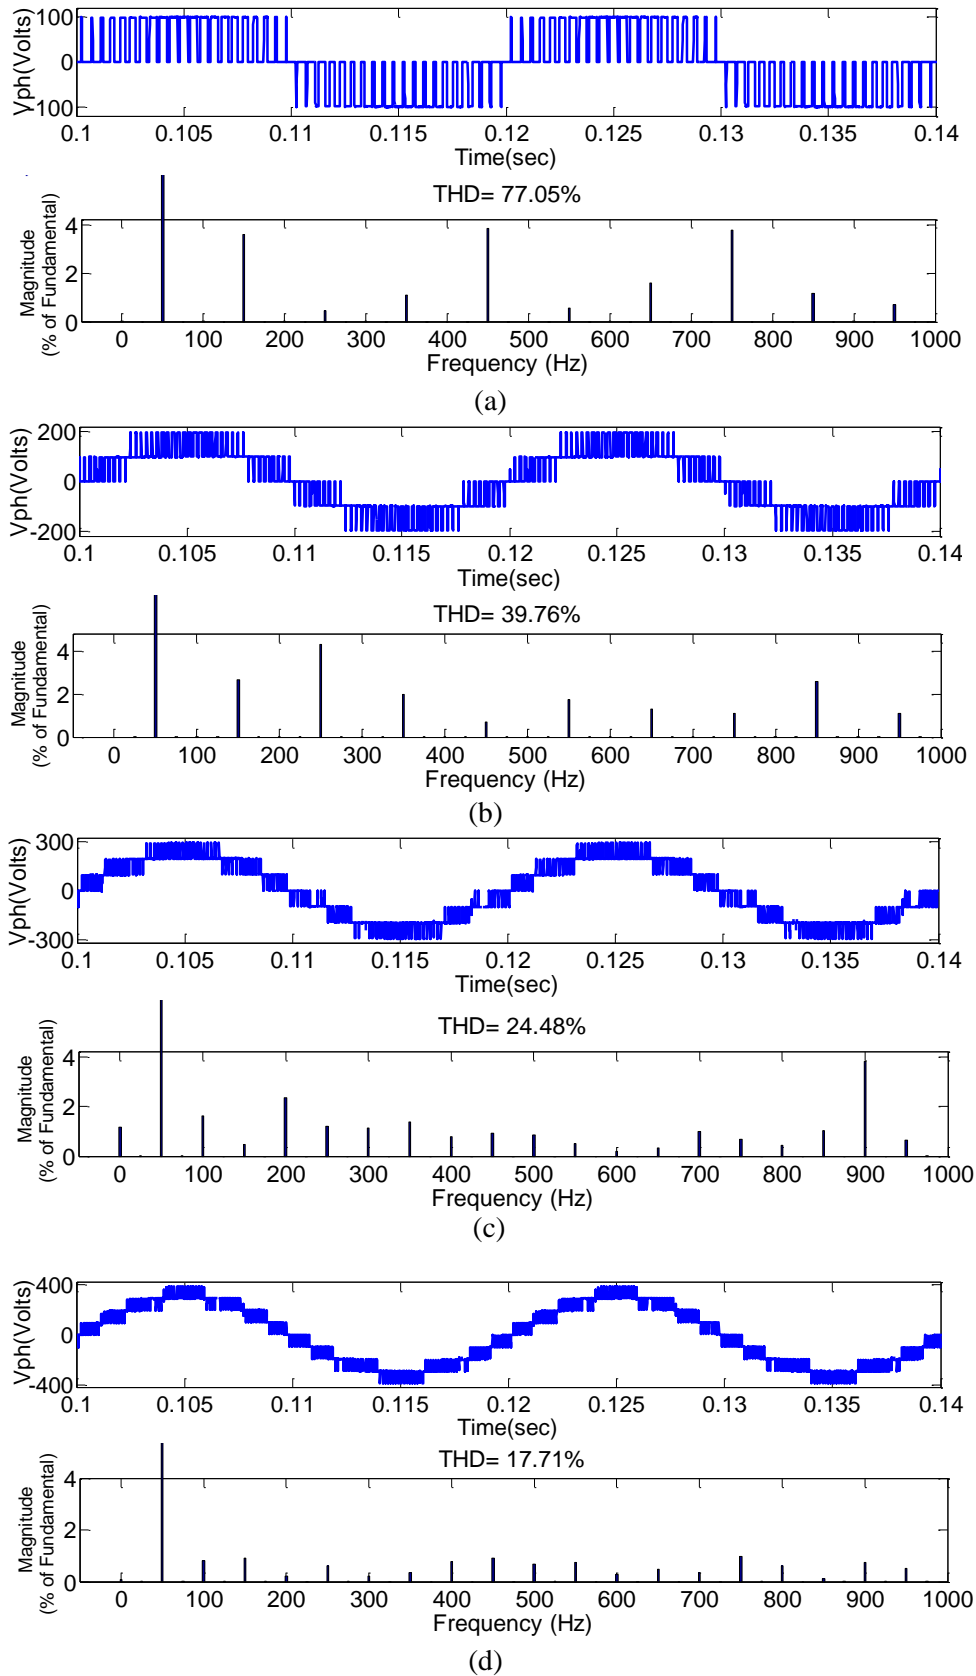 Vph(Volts)
100
0
-100
0.1 0.105 0.11 0.115 0.12 0.125 0.13 0.135 0.14
Time(sec)
THD= 77.05%
Magnitude
(% of Fundamental)
4
2
0
0 100 200 300 400 500 600 700 800 900 1000
Frequency (Hz)
(a)
Vph(Volts)
200
0
-200
0.1 0.105 0.11 0.115 0.12 0.125 0.13 0.135 0.14
Time(sec)
THD= 39.76%
Magnitude
(% of Fundamental)
4
2
0
0 100 200 300 400 500 600 700 800 900 1000
Frequency (Hz)
(b)
Vph(Volts)
300
0
-300
0.1 0.105 0.11 0.115 0.12 0.125 0.13 0.135 0.14
Time(sec)
THD= 24.48%
Magnitude
(% of Fundamental)
4
2
0
0 100 200 300 400 500 600 700 800 900 1000
Frequency (Hz)
(c)
Vph(Volts)
400
0
-400
0.1 0.105 0.11 0.115 0.12 0.125 0.13 0.135 0.14
Time(sec)
THD= 17.71%
Magnitude
(% of Fundamental)
4
2
0
0 100 200 300 400 500 600 700 800 900 1000
Frequency (Hz)
(d)